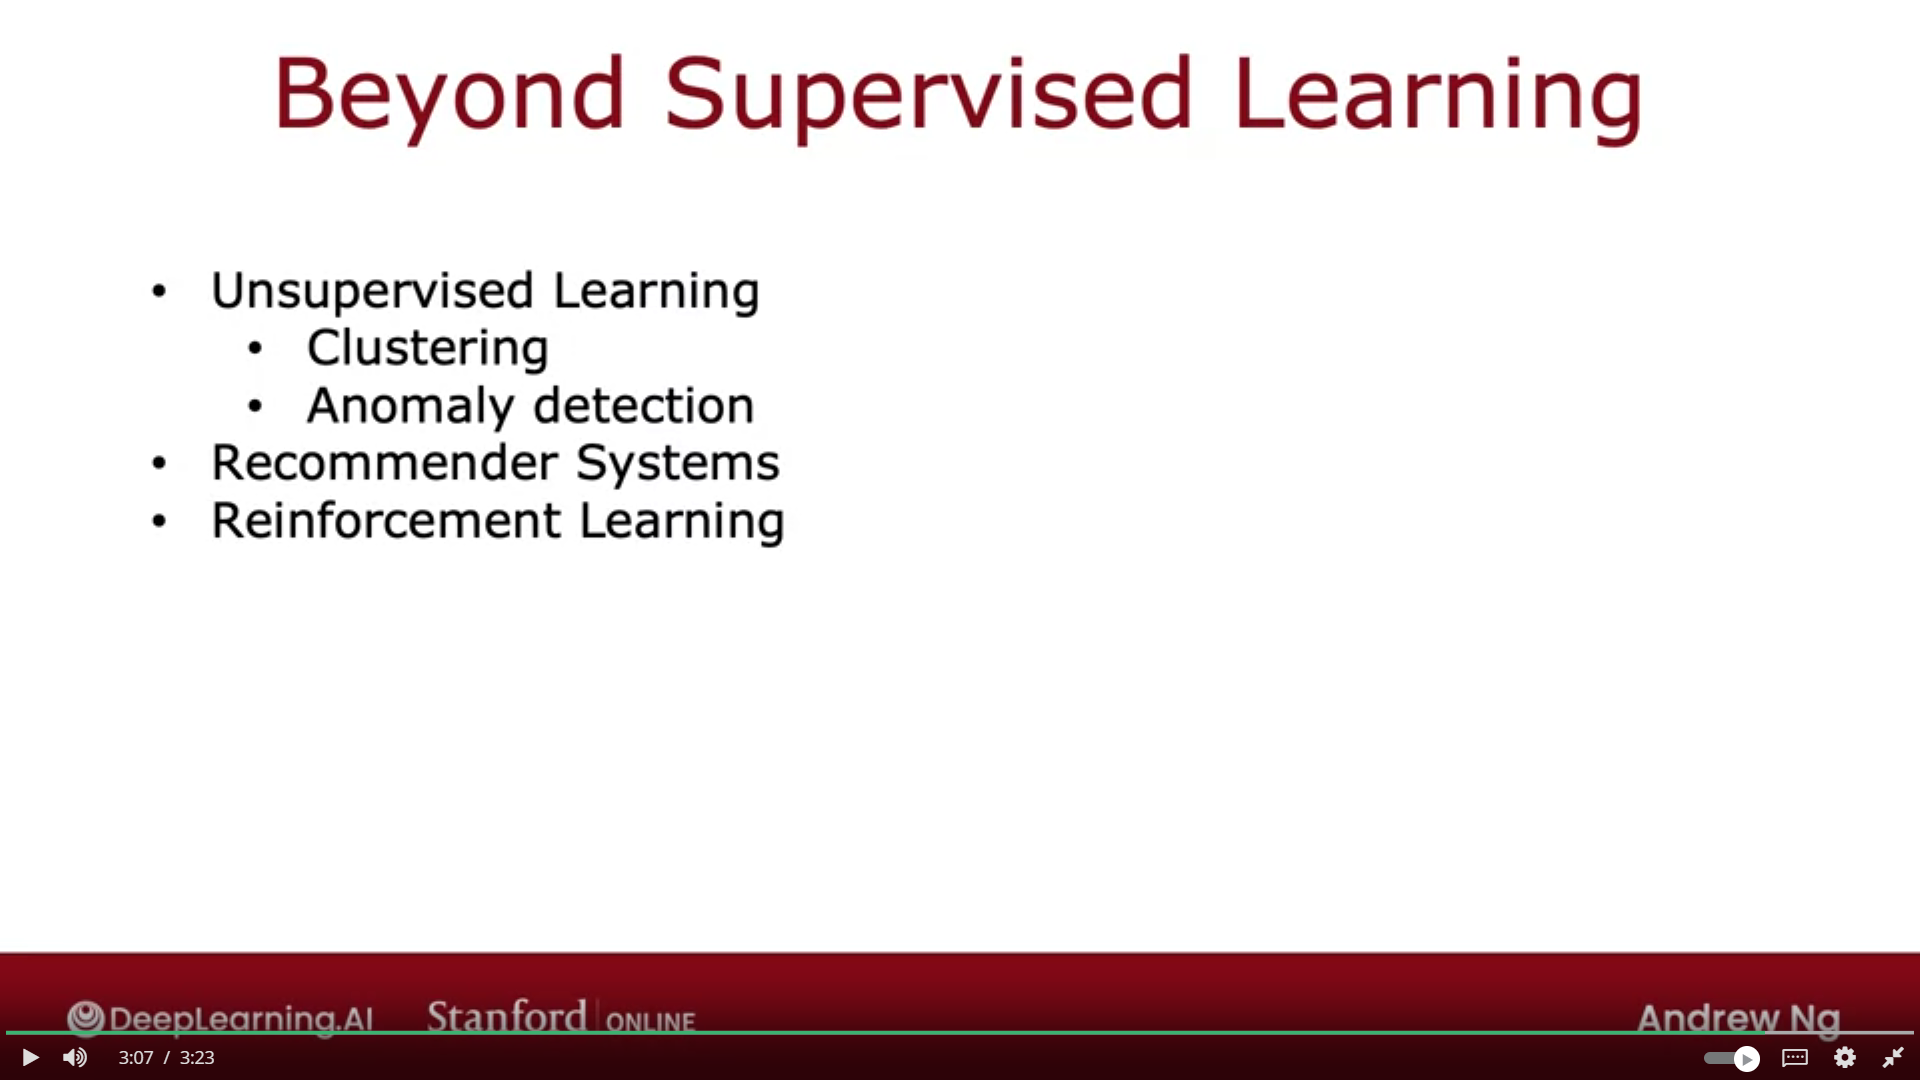 Beyond Supervised Learning
• Unsupervised Learning
• Clustering
• Anomaly detection
• Recommender Systems
• Reinforcement Learning
DeepLearning.AI Stanford ONLINE Andrew Ng
3:07 / 3:23